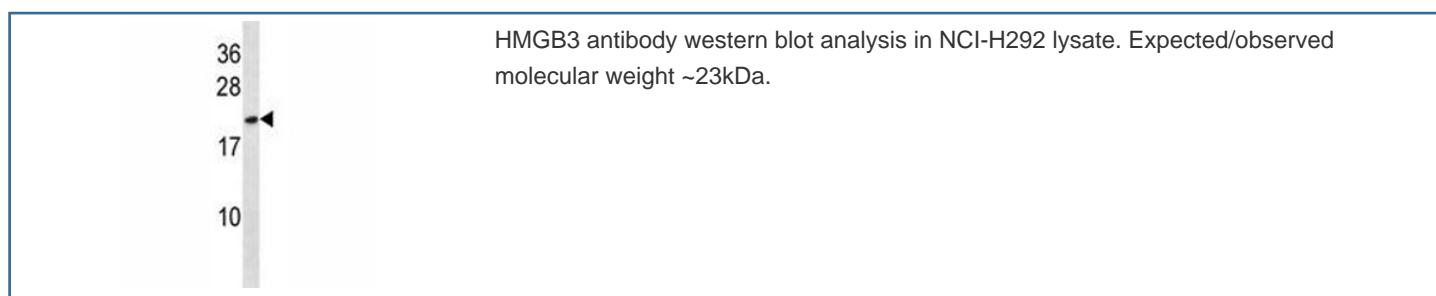 36
28
17
10
HMGB3 antibody western blot analysis in NCI-H292 lysate. Expected/observed
molecular weight ~23kDa.